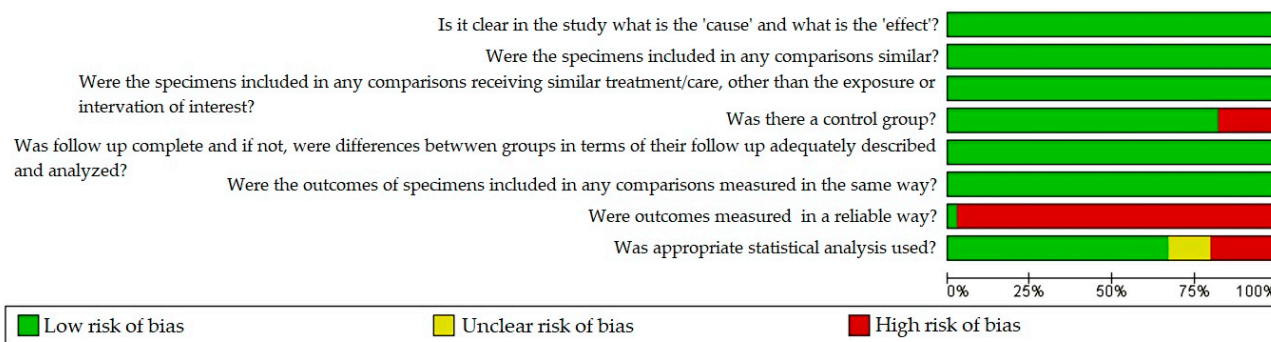 Is it clear in the study what is the 'cause' and what is the 'effect'?
Were the specimens included in any comparisons similar?
Were the specimens included in any comparisons receiving similar treatment/care, other than the exposure or
intervation of interest?
Was there a control group?
Was follow up complete and if not, were differences betwwen groups in terms of their follow up adequately described
and analyzed?
Were the outcomes of specimens included in any comparisons measured in the same way?
Were outcomes measured in a reliable way?
Was appropriate statistical analysis used?
0% 25% 50% 75% 100%
Low risk of bias Unclear risk of bias High risk of bias